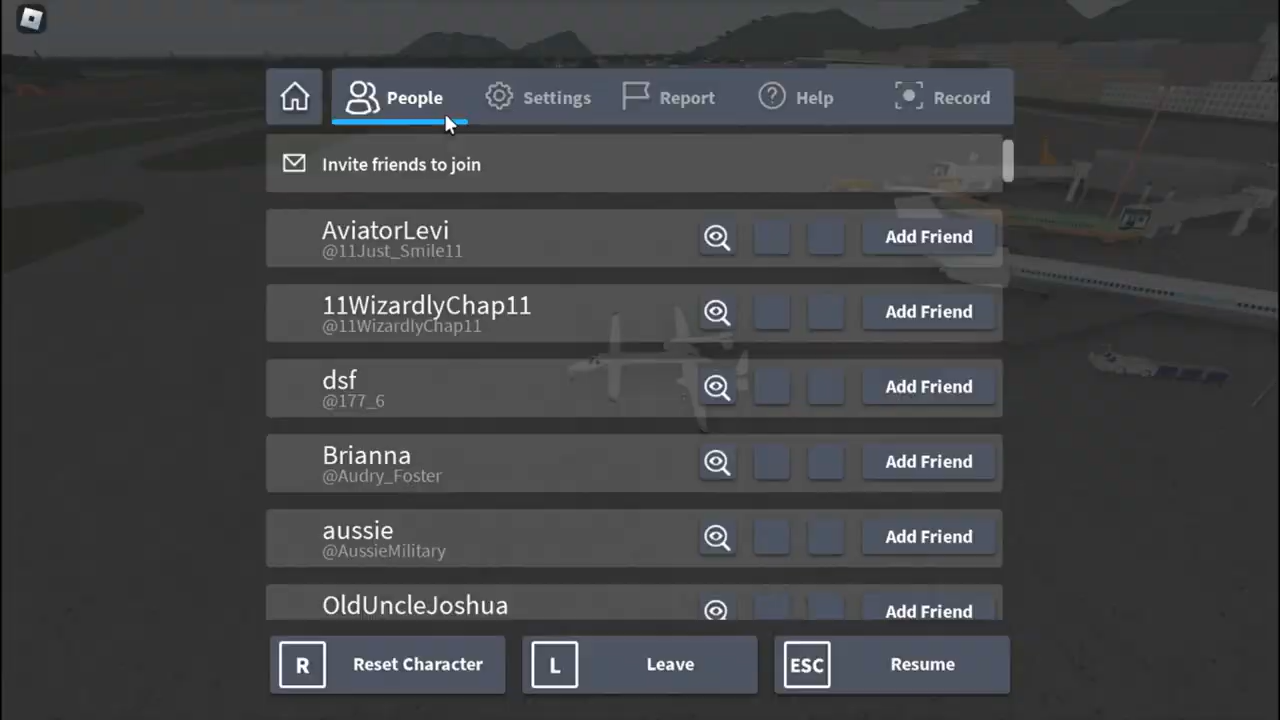 People
Settings
Report
Help
Record
Invite friends to join
AviatorLevi
@11Just_Smile11
Add Friend
11WizardlyChap11
@11WizardlyChap11
Add Friend
dsf
@177_6
Add Friend
Brianna
@Audry_Foster
Add Friend
aussie
@AussieMilitary
Add Friend
OldUncleJoshua
Add Friend
R Reset Character
L Leave
ESC Resume